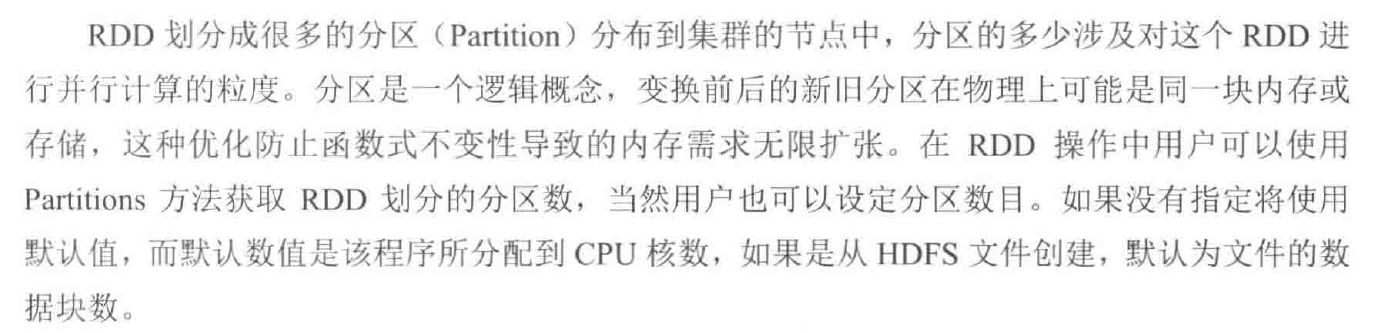 RDD 划分成很多的分区（Partition）分布到集群的节点中，分区的多少涉及对这个 RDD 进
行并行计算的粒度。分区是一个逻辑概念，变换前后的新旧分区在物理上可能是同一块内存或
存储，这种优化防止函数式不变性导致的内存需求无限扩张。在 RDD 操作中用户可以使用
Partitions 方法获取 RDD 划分的分区数，当然用户也可以设定分区数目。如果没有指定将使用
默认值，而默认数值是该程序所分配到 CPU 核数，如果是从 HDFS 文件创建，默认为文件的数
据块数。